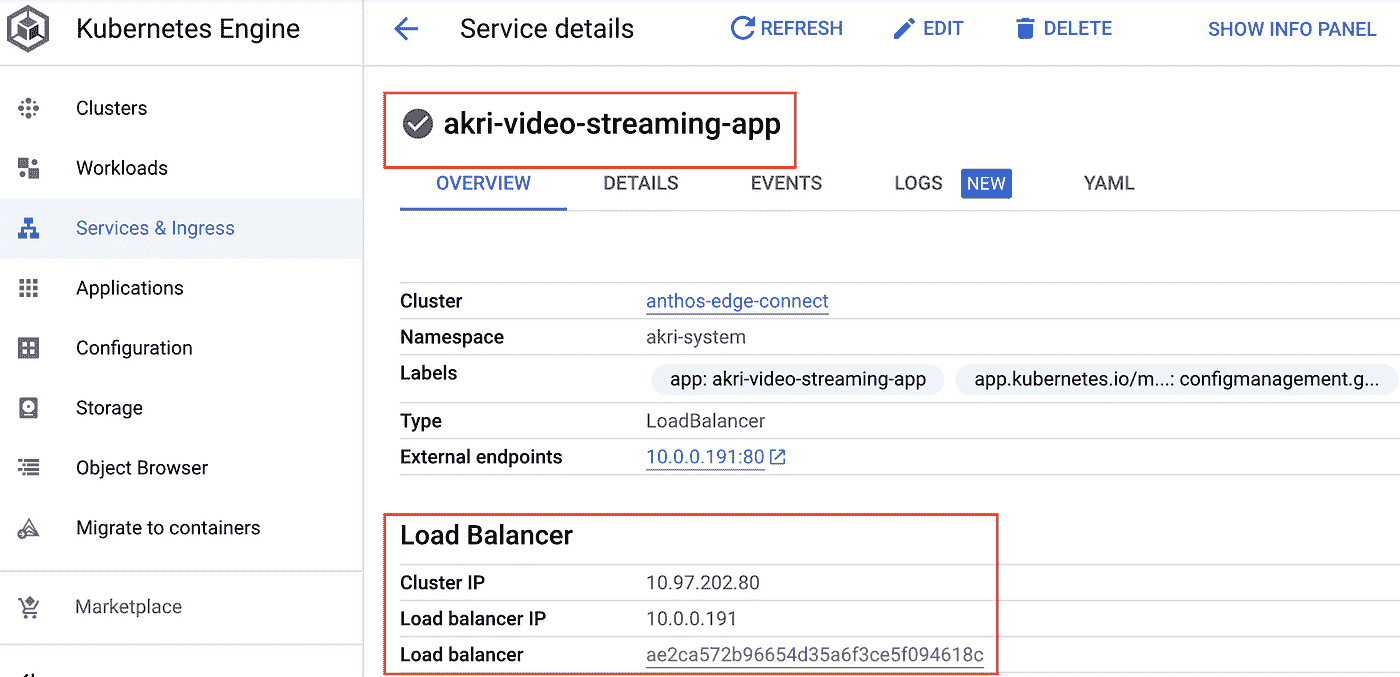 Kubernetes Engine
Service details
REFRESH
EDIT
DELETE
SHOW INFO PANEL
Clusters
Workloads
Services & Ingress
Applications
Configuration
Storage
Object Browser
Migrate to containers
Marketplace
akri-video-streaming-app
OVERVIEW
DETAILS
EVENTS
LOGS NEW
YAML
Cluster anthos-edge-connect
Namespace akri-system
Labels app: akri-video-streaming-app app.kubernetes.io/m...: configmanagement.g...
Type LoadBalancer
External endpoints 10.0.0.191:80
Load Balancer
Cluster IP 10.97.202.80
Load balancer IP 10.0.0.191
Load balancer ae2ca572b96654d35a6f3ce5f094618c